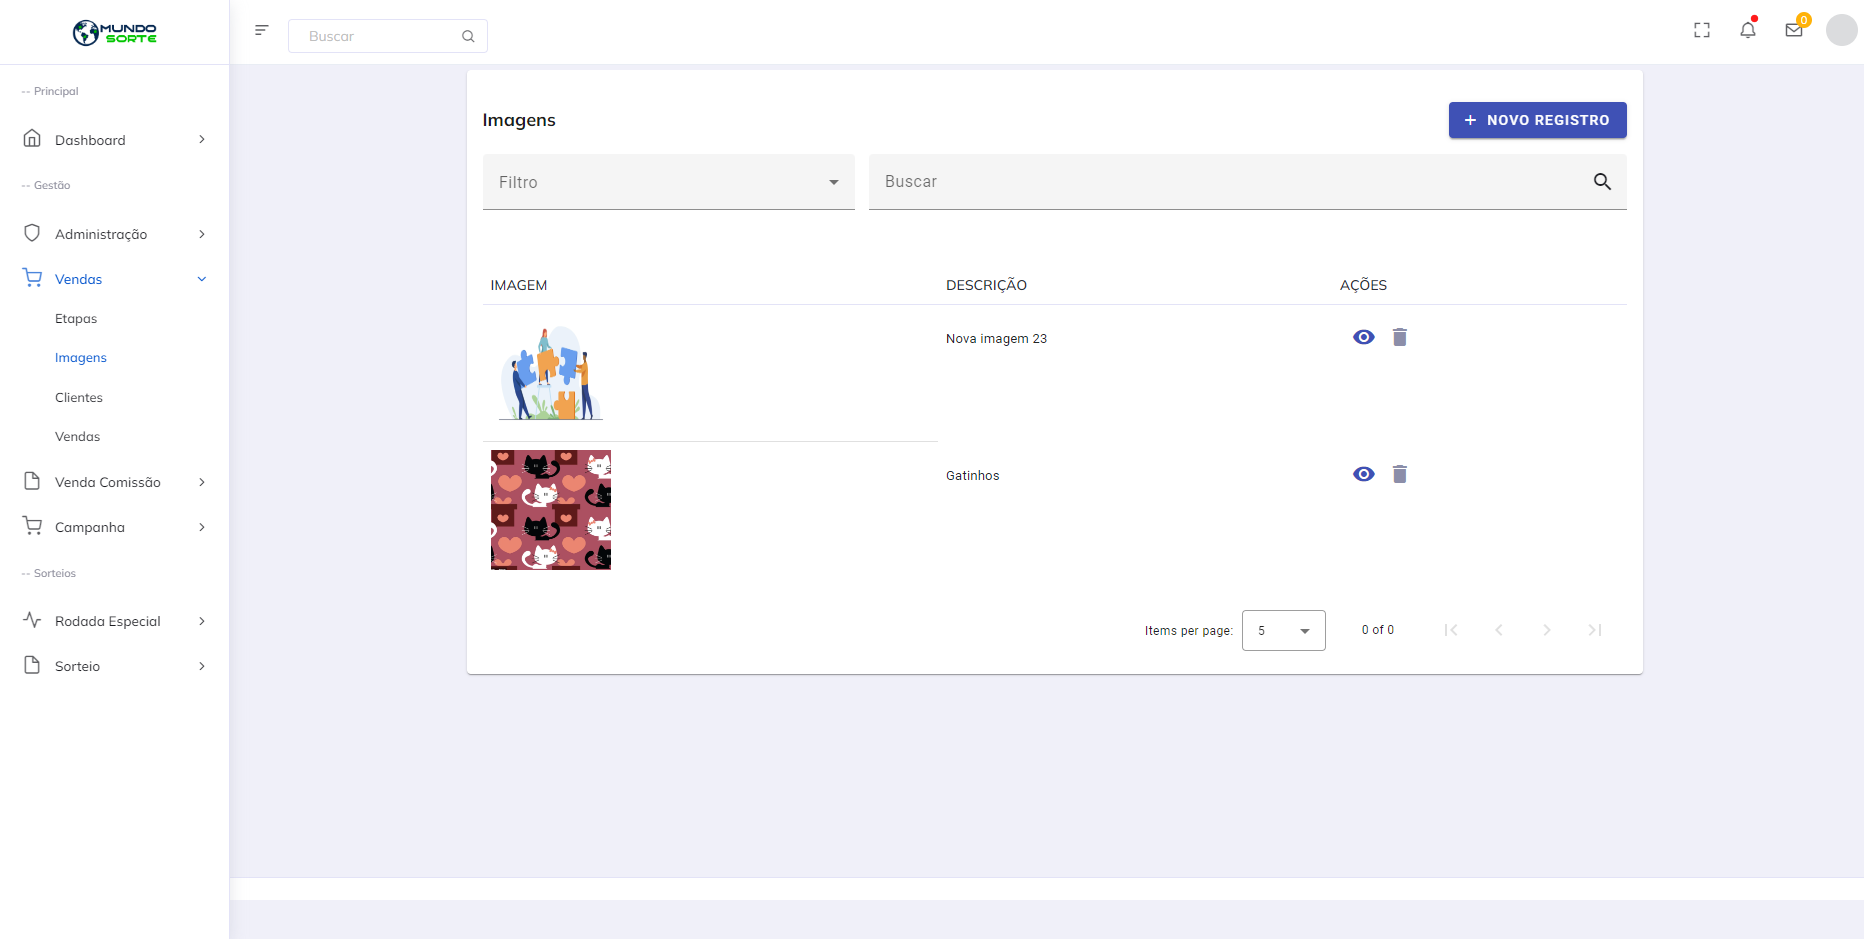 MUNDO
SORTE
Buscar
0
-- Principal
Dashboard
-- Gestão
Administração
Vendas
Etapas
Imagens
Clientes
Vendas
Venda Comissão
Campanha
-- Sorteios
Rodada Especial
Sorteio
Imagens
+ NOVO REGISTRO
Filtro
Buscar
IMAGEM DESCRIÇÃO AÇÕES
Nova imagem 23
Gatinhos
Items per page: 5 0 of 0